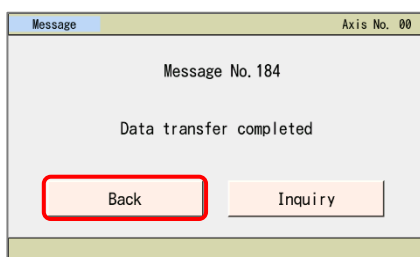 Message Axis No. 00
Message No.184
Data transfer completed
Back Inquiry